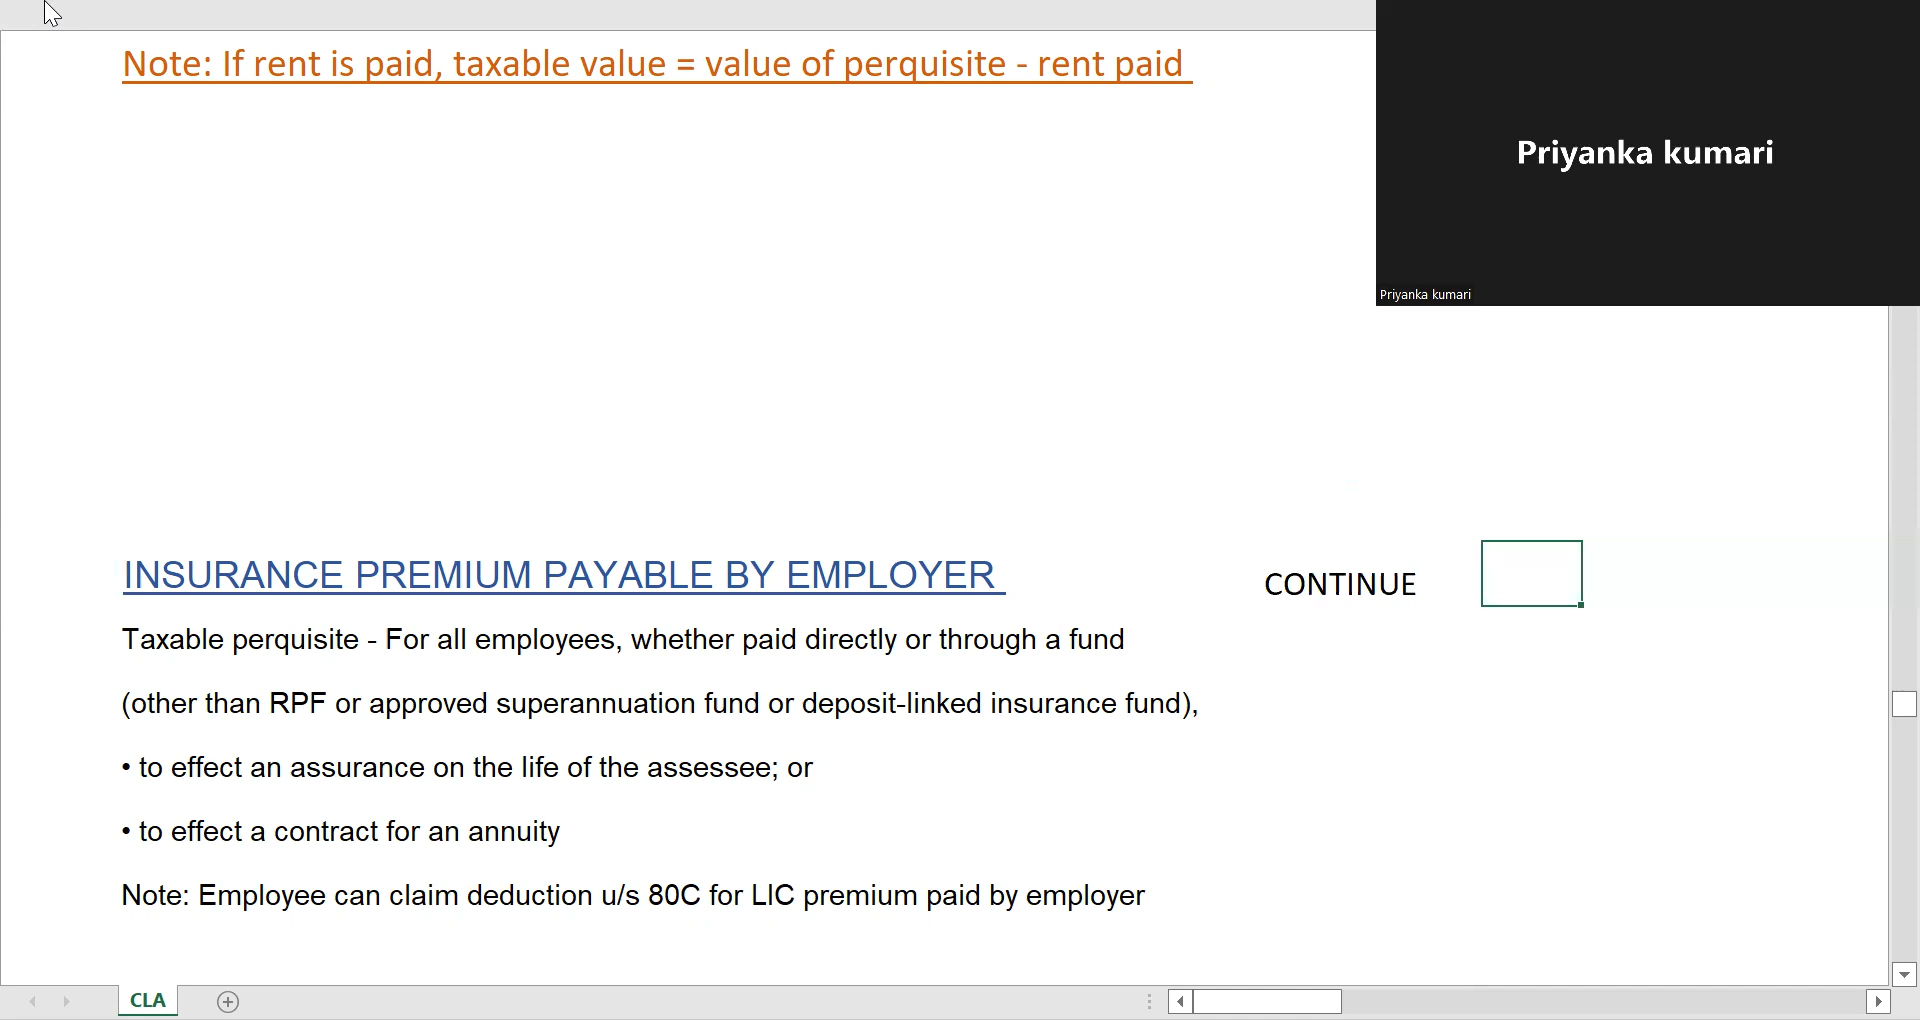 Note: If rent is paid, taxable value = value of perquisite - rent paid
Priyanka kumari
Priyanka kumari
INSURANCE PREMIUM PAYABLE BY EMPLOYER
CONTINUE
Taxable perquisite - For all employees, whether paid directly or through a fund
(other than RPF or approved superannuation fund or deposit-linked insurance fund),
• to effect an assurance on the life of the assessee; or
• to effect a contract for an annuity
Note: Employee can claim deduction u/s 80C for LIC premium paid by employer
CLA